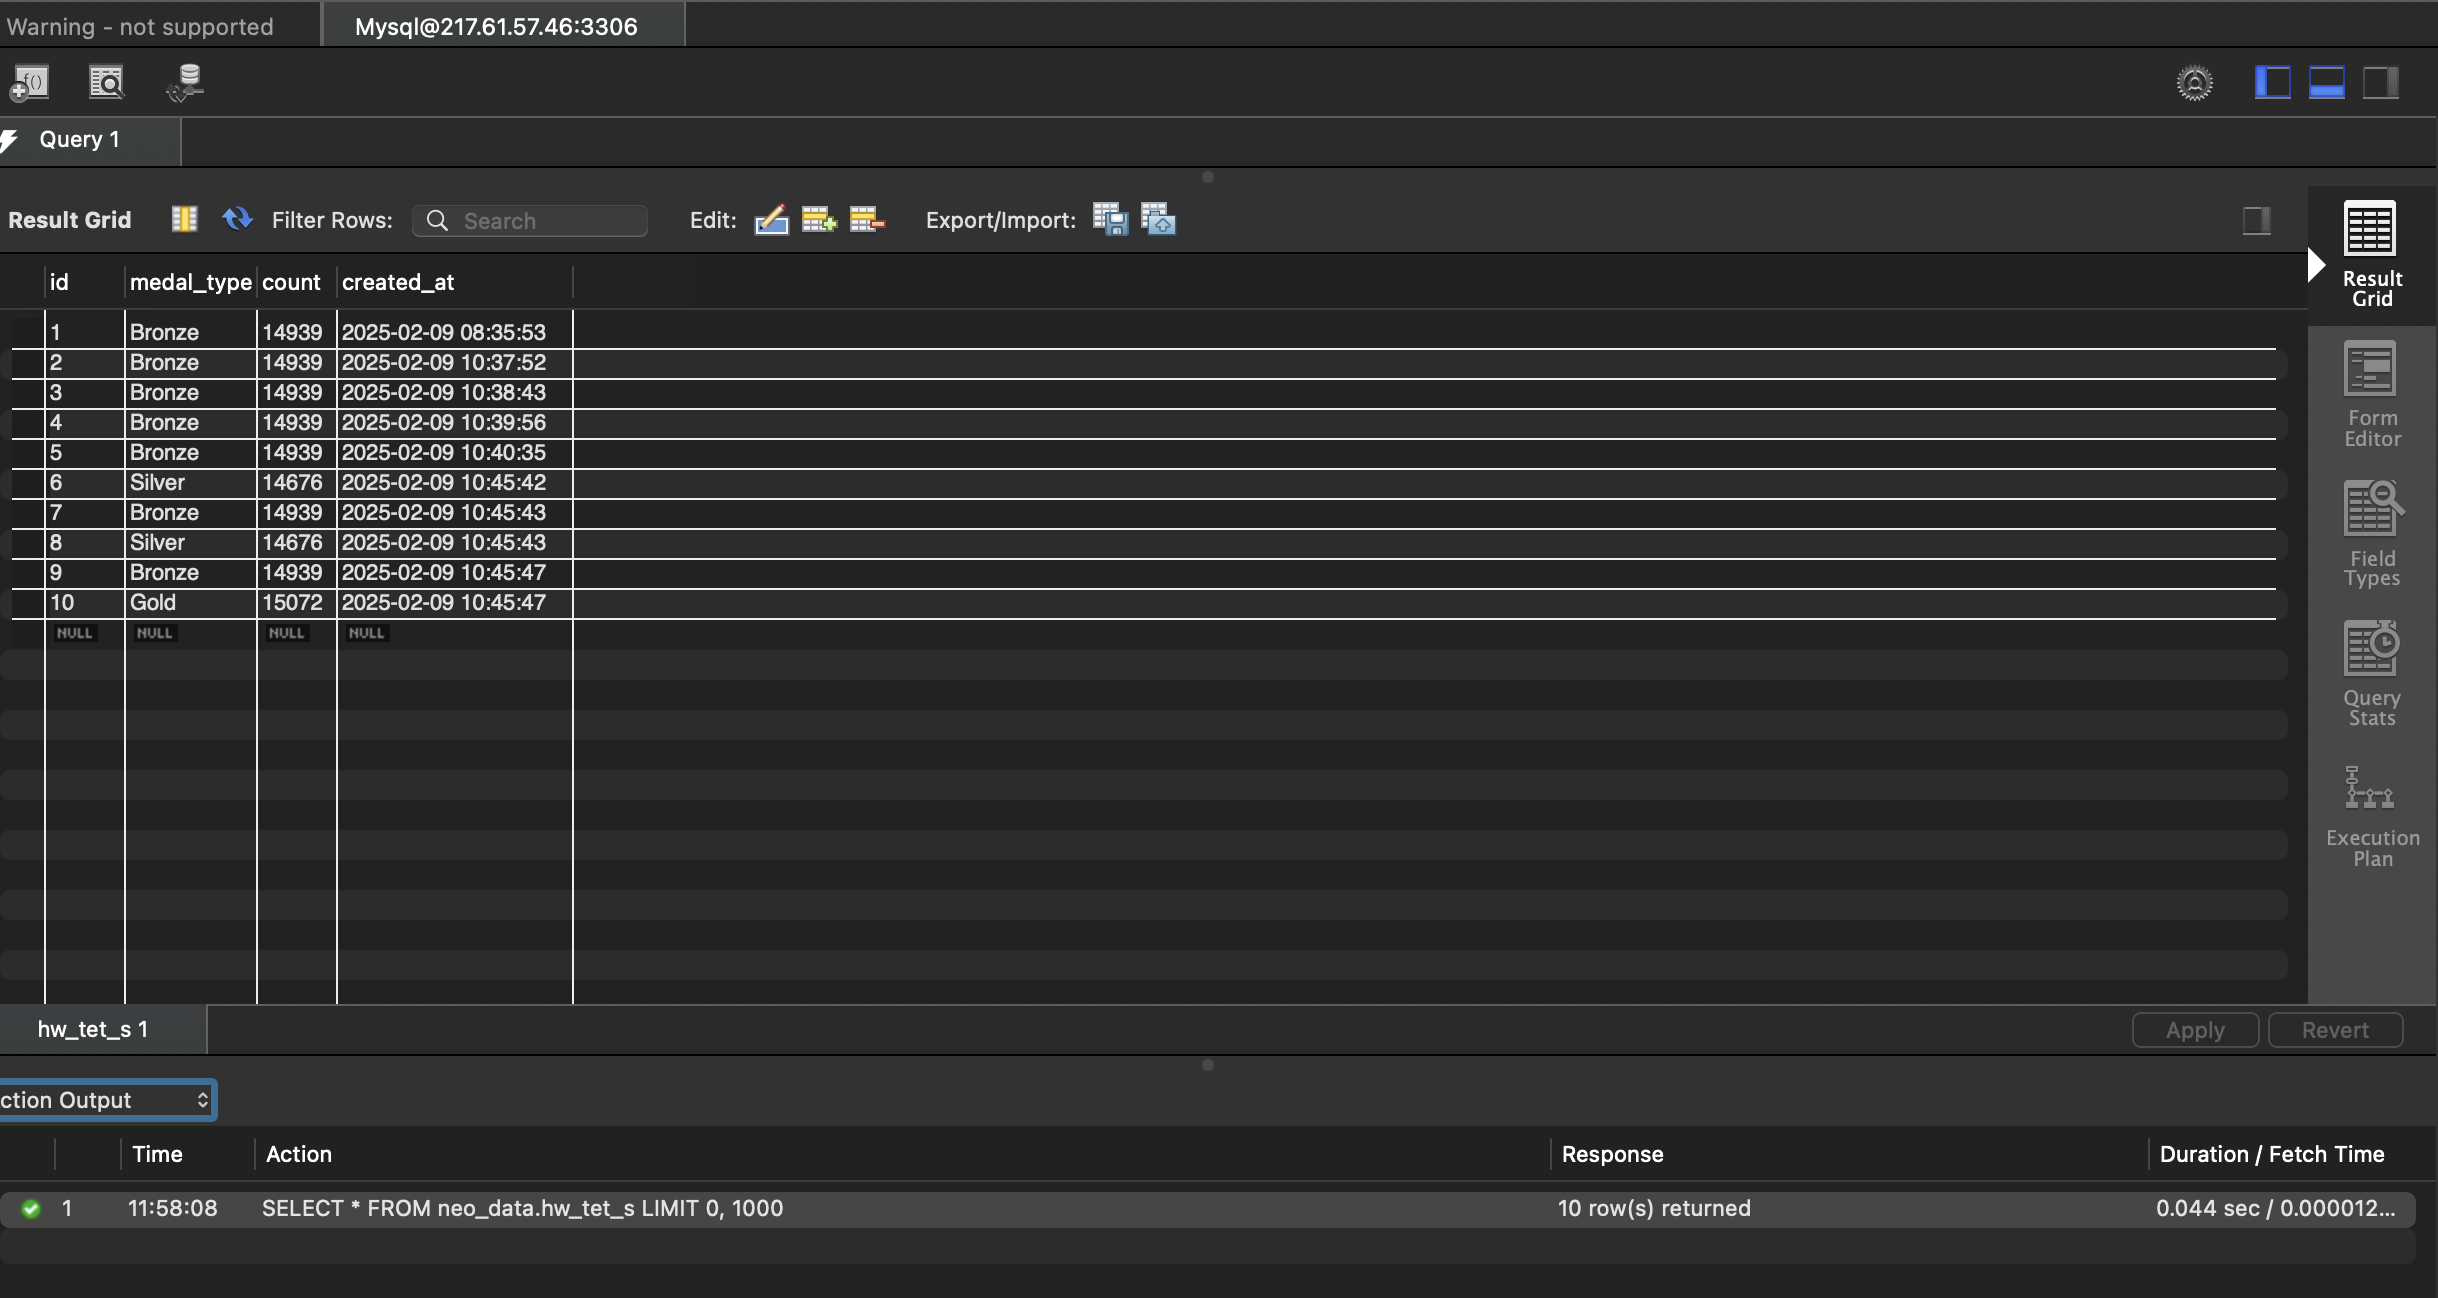 Warning - not supported
Mysql@217.61.57.46:3306
f()
Query 1
Result Grid Filter Rows: Search Edit: Export/Import:
id medal_type count created_at
1 Bronze 14939 2025-02-09 08:35:53
2 Bronze 14939 2025-02-09 10:37:52
3 Bronze 14939 2025-02-09 10:38:43
4 Bronze 14939 2025-02-09 10:39:56
5 Bronze 14939 2025-02-09 10:40:35
6 Silver 14676 2025-02-09 10:45:42
7 Bronze 14939 2025-02-09 10:45:43
8 Silver 14676 2025-02-09 10:45:43
9 Bronze 14939 2025-02-09 10:45:47
10 Gold 15072 2025-02-09 10:45:47
NULL NULL NULL NULL
Result
Grid
Form
Editor
Field
Types
Query
Stats
Execution
Plan
hw_tet_s 1
Apply Revert
ction Output
Time Action Response Duration / Fetch Time
1 11:58:08 SELECT * FROM neo_data.hw_tet_s LIMIT 0, 1000 10 row(s) returned 0.044 sec / 0.000012...